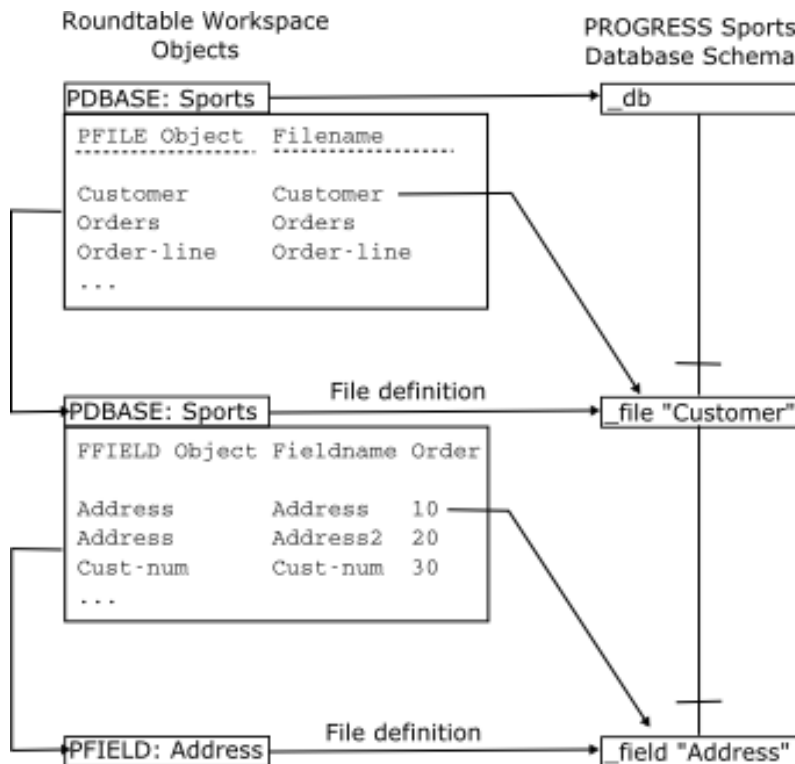 Roundtable Workspace
Objects
PROGRESS Sports
Database Schema
PDBASE: Sports
_db
PFILE Object Filename
Customer Customer
Orders Orders
Order-line Order-line
...
File definition
PDBASE: Sports
_file "Customer"
FFIELD Object Fieldname Order
Address Address 10
Address Address2 20
Cust-num Cust-num 30
...
File definition
PFIELD: Address
_field "Address"